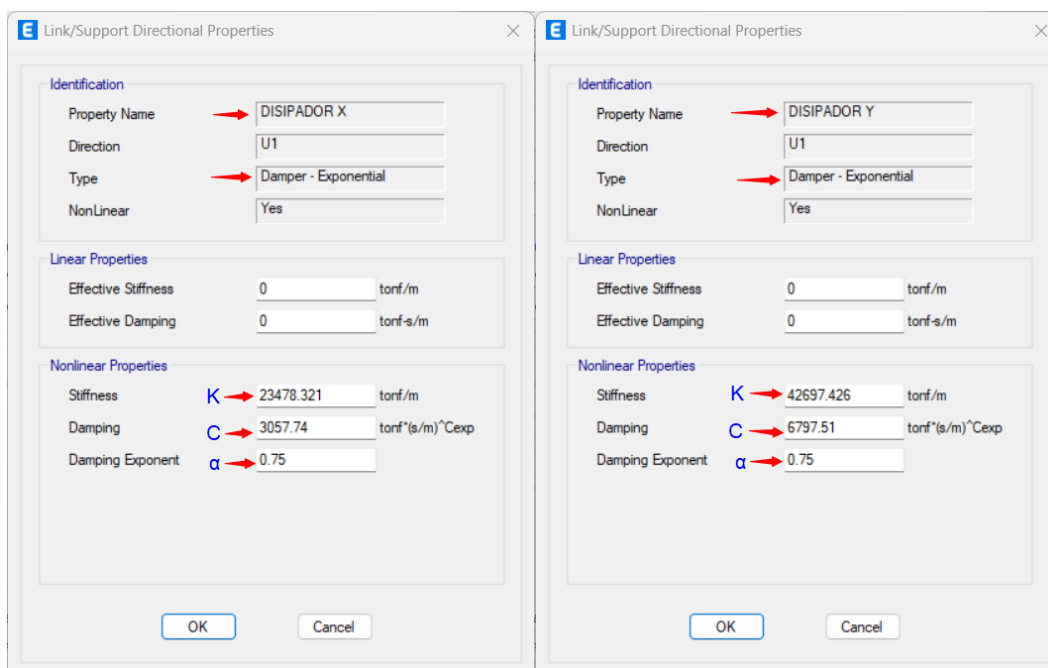 E Link/Support Directional Properties
Identification
Property Name DISIPADOR X
Direction U1
Type Damper - Exponential
NonLinear Yes
Linear Properties
Effective Stiffness 0 tonf/m
Effective Damping 0 tonf-s/m
Nonlinear Properties
Stiffness K 23478.321 tonf/m
Damping C 3057.74 tonf*(s/m)^Cexp
Damping Exponent α 0.75
OK Cancel
E Link/Support Directional Properties
Identification
Property Name DISIPADOR Y
Direction U1
Type Damper - Exponential
NonLinear Yes
Linear Properties
Effective Stiffness 0 tonf/m
Effective Damping 0 tonf-s/m
Nonlinear Properties
Stiffness K 42697.426 tonf/m
Damping C 6797.51 tonf*(s/m)^Cexp
Damping Exponent α 0.75
OK Cancel